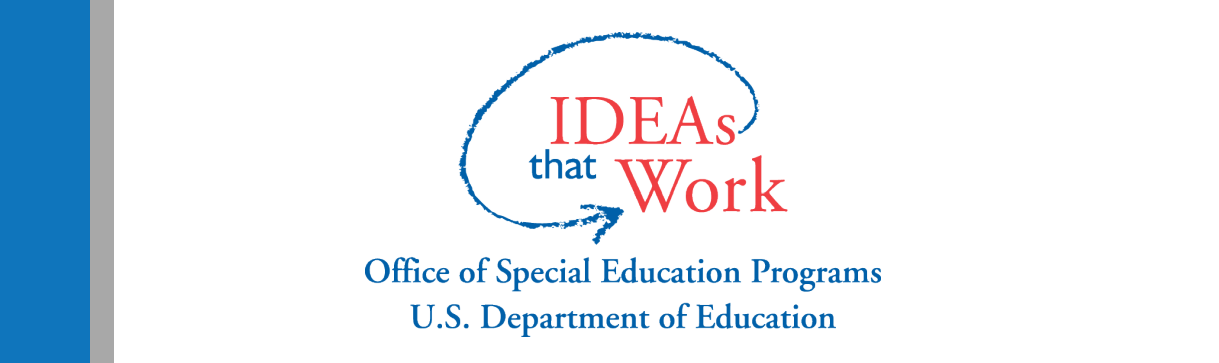 IDEAs
that Work
Office of Special Education Programs
U.S. Department of Education